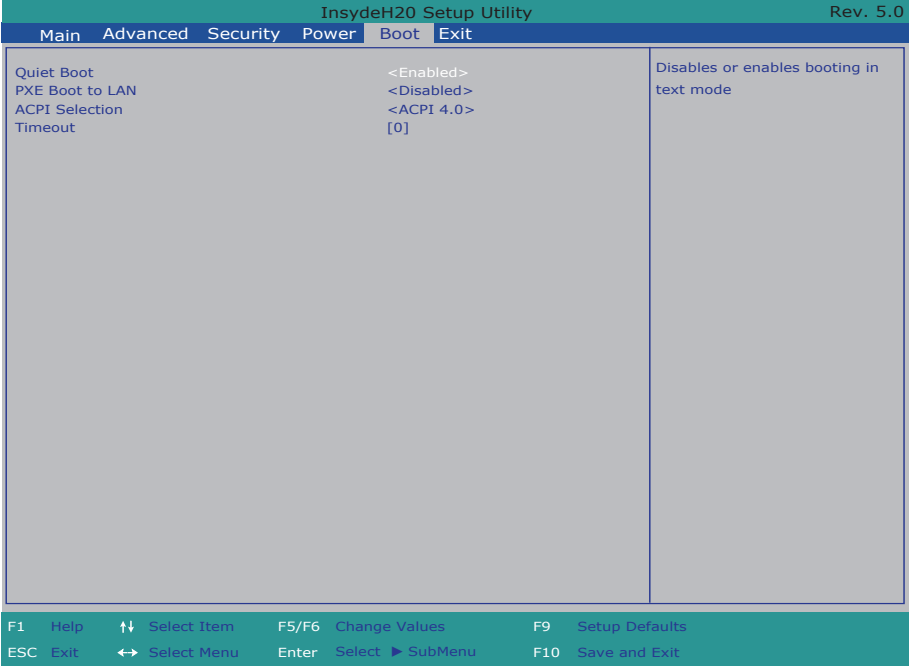 InsydeH20 Setup Utility Rev. 5.0
Main Advanced Security Power Boot Exit
Quiet Boot <Enabled>
PXE Boot to LAN <Disabled>
ACPI Selection <ACPI 4.0>
Timeout [0]
Disables or enables booting in
text mode
F1 Help ↑↓ Select Item F5/F6 Change Values F9 Setup Defaults
ESC Exit ↔ Select Menu Enter Select ► SubMenu F10 Save and Exit